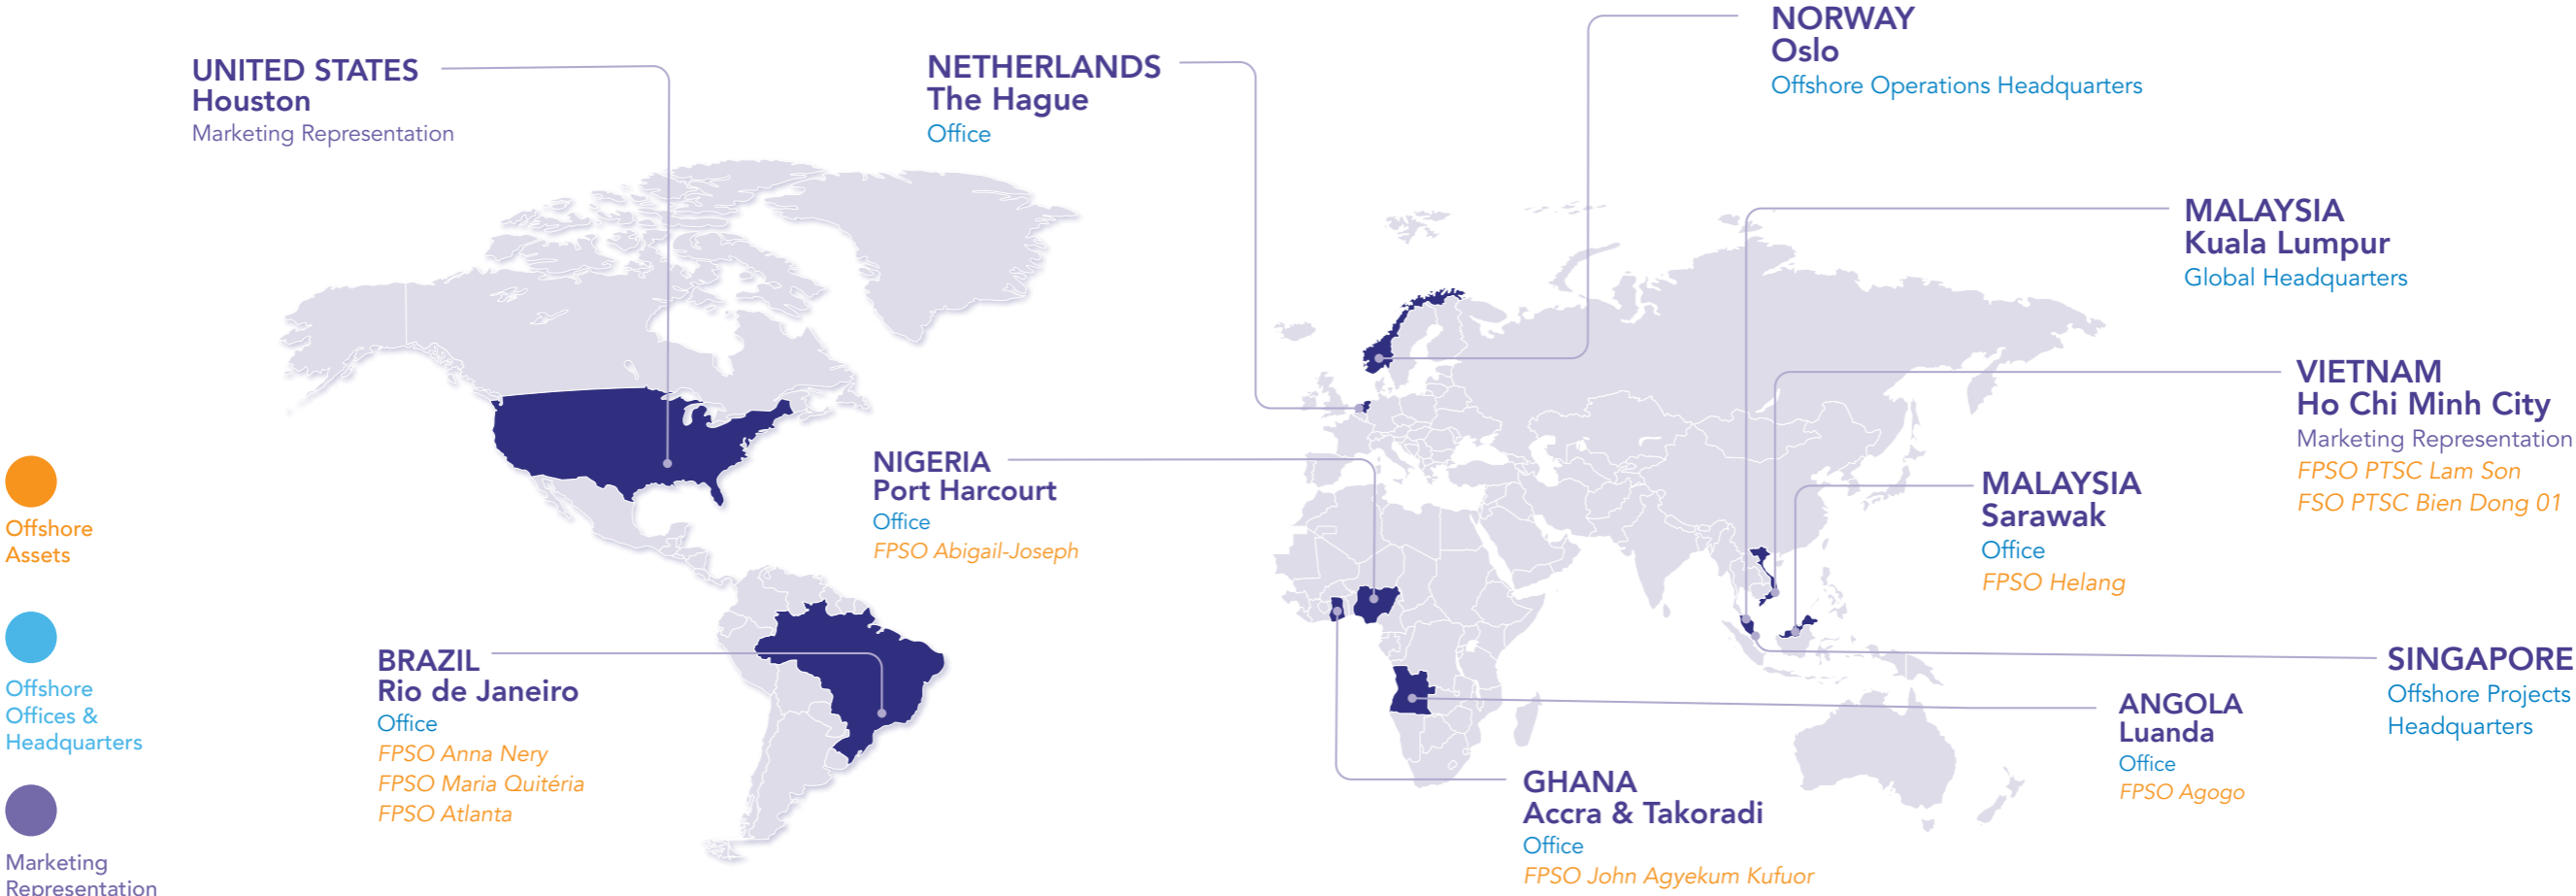 UNITED STATES
Houston
Marketing Representation
NETHERLANDS
The Hague
Office
NORWAY
Oslo
Offshore Operations Headquarters
MALAYSIA
Kuala Lumpur
Global Headquarters
VIETNAM
Ho Chi Minh City
Marketing Representation
FPSO PTSC Lam Son
FSO PTSC Bien Dong 01
NIGERIA
Port Harcourt
Office
FPSO Abigail-Joseph
MALAYSIA
Sarawak
Office
FPSO Helang
BRAZIL
Rio de Janeiro
Office
FPSO Anna Nery
FPSO Maria Quitéria
FPSO Atlanta
SINGAPORE
Offshore Projects
Headquarters
ANGOLA
Luanda
Office
FPSO Agogo
GHANA
Accra & Takoradi
Office
FPSO John Agyekum Kufuor
Offshore
Assets
Offshore
Offices &
Headquarters
Marketing
Representation